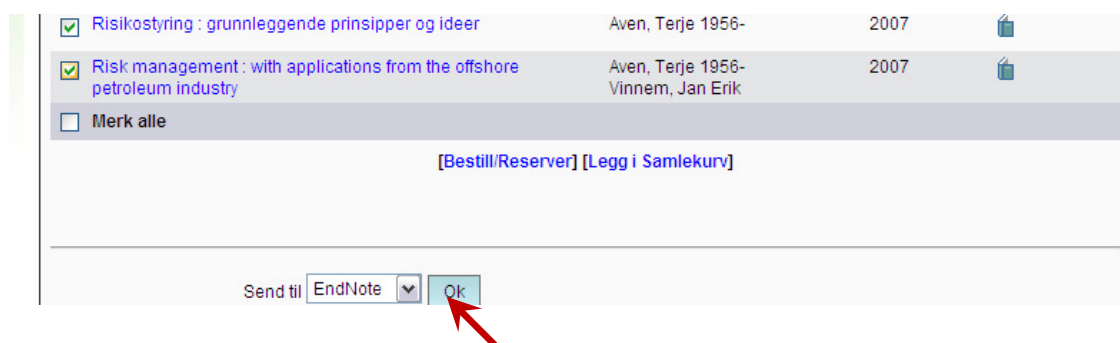 Risikostyring : grunnleggende prinsipper og ideer Aven, Terje 1956- 2007
Risk management : with applications from the offshore Aven, Terje 1956- 2007
petroleum industry Vinnem, Jan Erik
Merk alle
[Bestill/Reserver] [Legg i Samlekurv]
Send til EndNote Ok